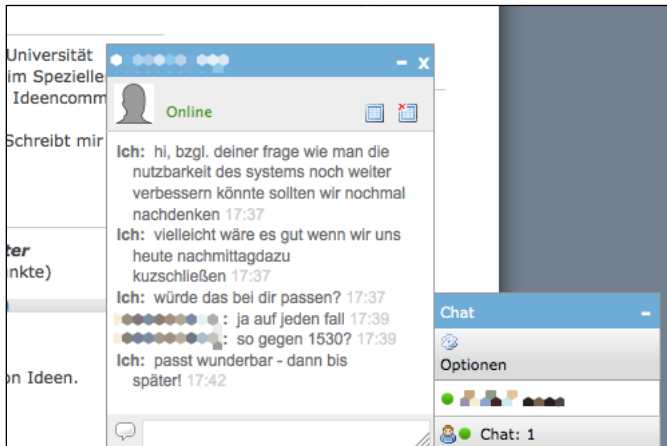 Universität
im Spezielle
Ideencomm
Schreibt mir
ter
nkte)
on Ideen.
– x
Online
Ich: hi, bzgl. deiner frage wie man die
nutzbarkeit des systems noch weiter
verbessern könnte sollten wir nochmal
nachdenken 17:37
Ich: vielleicht wäre es gut wenn wir uns
heute nachmittagdazu
kuzschließen 17:37
Ich: würde das bei dir passen? 17:37
: ja auf jeden fall 17:39
: so gegen 1530? 17:39
Ich: passt wunderbar - dann bis
später! 17:42
Chat –
Optionen
Chat: 1